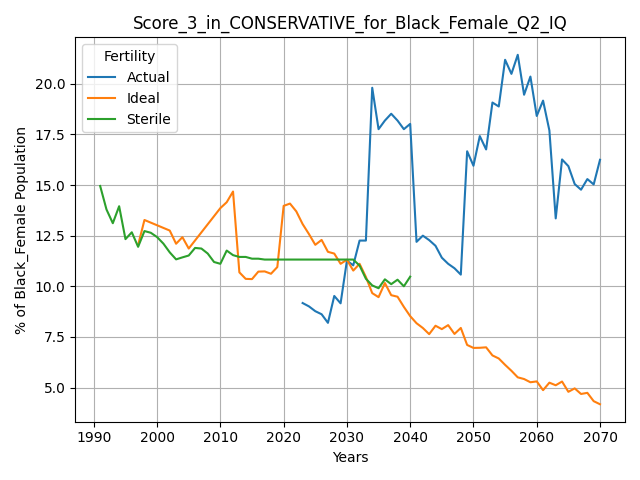 Score_3_in_CONSERVATIVE_for_Black_Female_Q2_IQ
Fertility
Actual
Ideal
Sterile
% of Black_Female Population
20.0
17.5
15.0
12.5
10.0
7.5
5.0
1990 2000 2010 2020 2030 2040 2050 2060 2070
Years